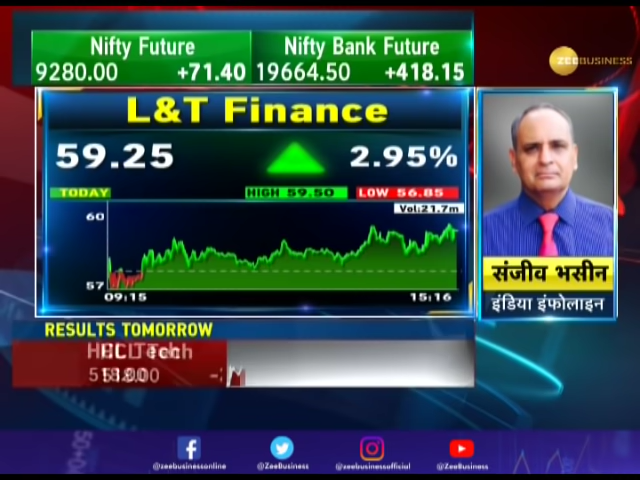 Nifty Future
9280.00 +71.40
Nifty Bank Future
19664.50 +418.15
ZEE BUSINESS
L&T Finance
59.25 2.95%
TODAY HIGH 59.50 LOW 56.85
Vol:21.7m
60
57
09:15 15:16
संजीव भसीन
इंडिया इंफोलाइन
RESULTS TOMORROW
@zeebusinessonline @ZeeBusiness @zeebusinessofficial @ZeeBusiness